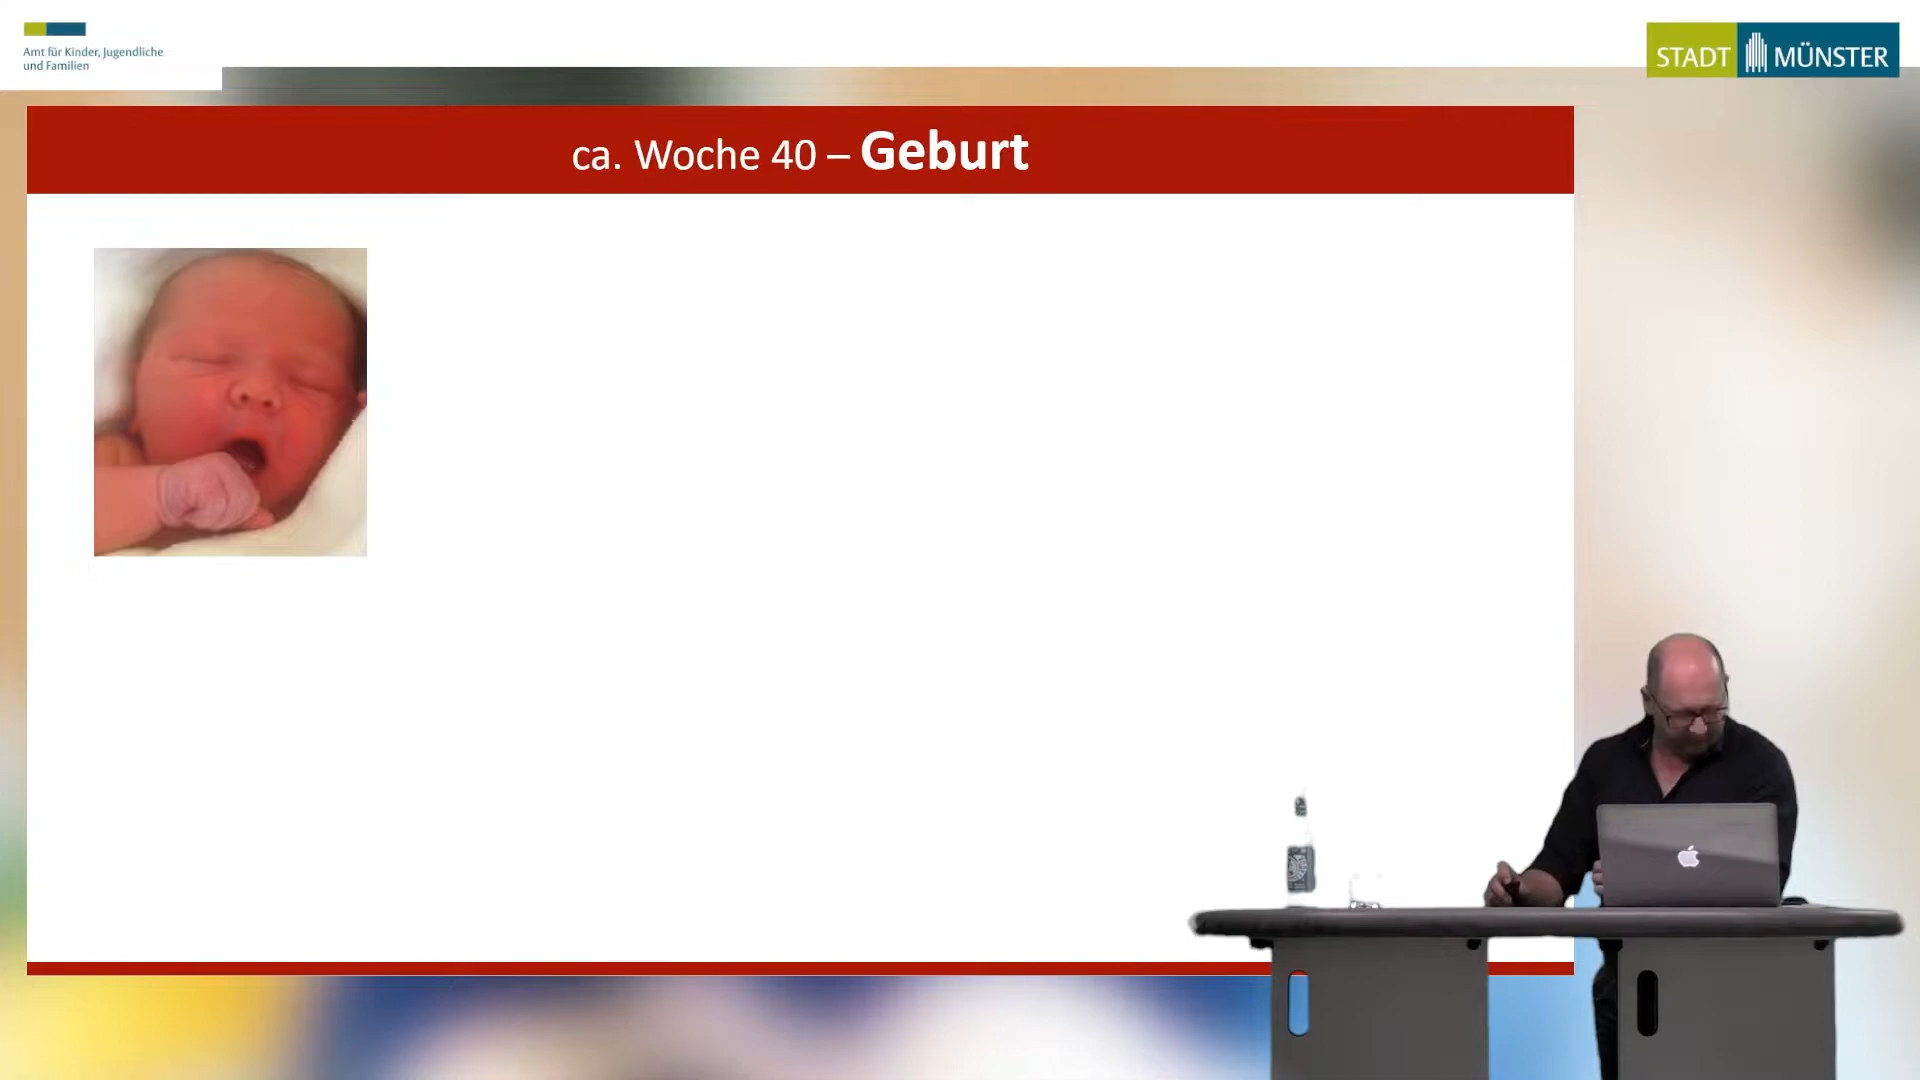 Amt für Kinder, Jugendliche
und Familien
STADT MÜNSTER
ca. Woche 40 – Geburt